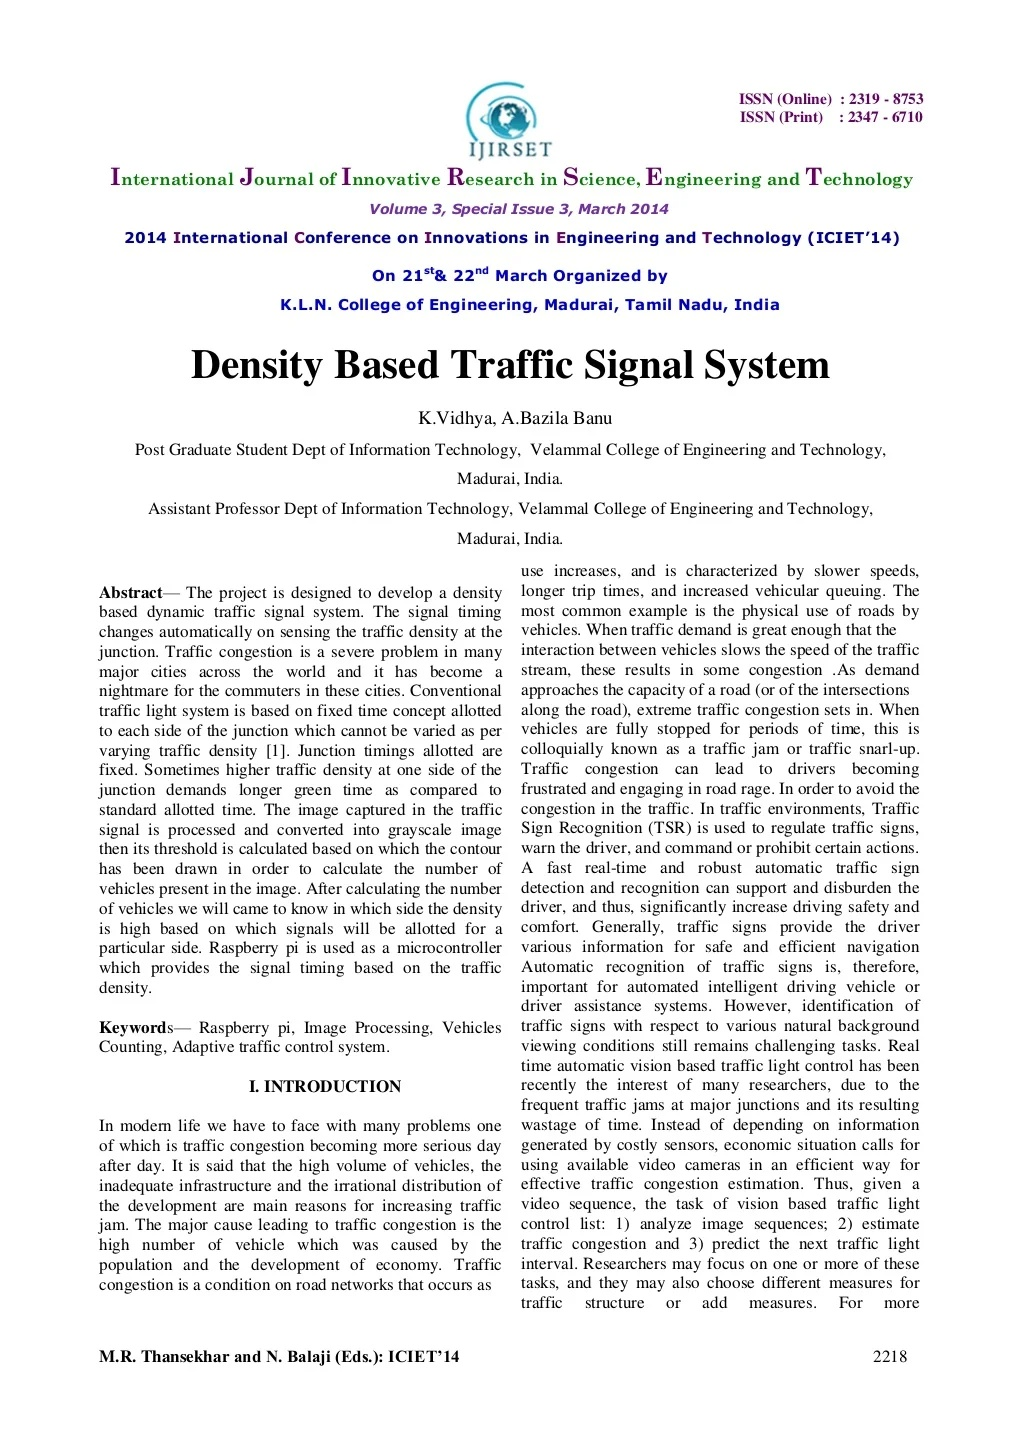 ISSN (Online) : 2319 - 8753
ISSN (Print) : 2347 - 6710
IJIRSET
International Journal of Innovative Research in Science, Engineering and Technology
Volume 3, Special Issue 3, March 2014
2014 International Conference on Innovations in Engineering and Technology (ICIET’14)
On 21st& 22nd March Organized by
K.L.N. College of Engineering, Madurai, Tamil Nadu, India
Density Based Traffic Signal System
K.Vidhya, A.Bazila Banu
Post Graduate Student Dept of Information Technology, Velammal College of Engineering and Technology,
Madurai, India.
Assistant Professor Dept of Information Technology, Velammal College of Engineering and Technology,
Madurai, India.
Abstract— The project is designed to develop a density
based dynamic traffic signal system. The signal timing
changes automatically on sensing the traffic density at the
junction. Traffic congestion is a severe problem in many
major cities across the world and it has become a
nightmare for the commuters in these cities. Conventional
traffic light system is based on fixed time concept allotted
to each side of the junction which cannot be varied as per
varying traffic density [1]. Junction timings allotted are
fixed. Sometimes higher traffic density at one side of the
junction demands longer green time as compared to
standard allotted time. The image captured in the traffic
signal is processed and converted into grayscale image
then its threshold is calculated based on which the contour
has been drawn in order to calculate the number of
vehicles present in the image. After calculating the number
of vehicles we will came to know in which side the density
is high based on which signals will be allotted for a
particular side. Raspberry pi is used as a microcontroller
which provides the signal timing based on the traffic
density.
Keywords— Raspberry pi, Image Processing, Vehicles
Counting, Adaptive traffic control system.
I. INTRODUCTION
In modern life we have to face with many problems one
of which is traffic congestion becoming more serious day
after day. It is said that the high volume of vehicles, the
inadequate infrastructure and the irrational distribution of
the development are main reasons for increasing traffic
jam. The major cause leading to traffic congestion is the
high number of vehicle which was caused by the
population and the development of economy. Traffic
congestion is a condition on road networks that occurs as
use increases, and is characterized by slower speeds,
longer trip times, and increased vehicular queuing. The
most common example is the physical use of roads by
vehicles. When traffic demand is great enough that the
interaction between vehicles slows the speed of the traffic
stream, these results in some congestion .As demand
approaches the capacity of a road (or of the intersections
along the road), extreme traffic congestion sets in. When
vehicles are fully stopped for periods of time, this is
colloquially known as a traffic jam or traffic snarl-up.
Traffic congestion can lead to drivers becoming
frustrated and engaging in road rage. In order to avoid the
congestion in the traffic. In traffic environments, Traffic
Sign Recognition (TSR) is used to regulate traffic signs,
warn the driver, and command or prohibit certain actions.
A fast real-time and robust automatic traffic sign
detection and recognition can support and disburden the
driver, and thus, significantly increase driving safety and
comfort. Generally, traffic signs provide the driver
various information for safe and efficient navigation
Automatic recognition of traffic signs is, therefore,
important for automated intelligent driving vehicle or
driver assistance systems. However, identification of
traffic signs with respect to various natural background
viewing conditions still remains challenging tasks. Real
time automatic vision based traffic light control has been
recently the interest of many researchers, due to the
frequent traffic jams at major junctions and its resulting
wastage of time. Instead of depending on information
generated by costly sensors, economic situation calls for
using available video cameras in an efficient way for
effective traffic congestion estimation. Thus, given a
video sequence, the task of vision based traffic light
control list: 1) analyze image sequences; 2) estimate
traffic congestion and 3) predict the next traffic light
interval. Researchers may focus on one or more of these
tasks, and they may also choose different measures for
traffic structure or add measures. For more
M.R. Thansekhar and N. Balaji (Eds.): ICIET’14
2218